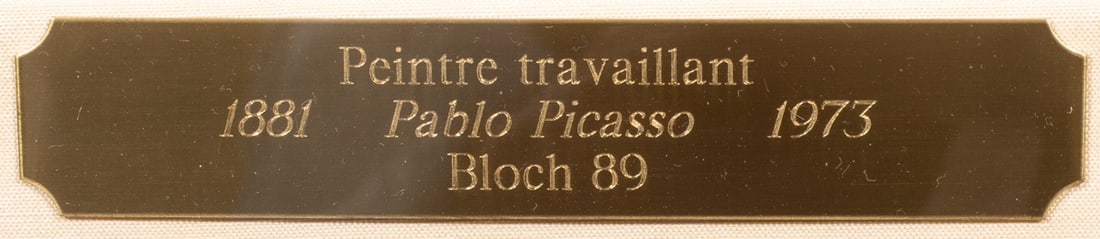 Peintre travaillant
1881 Pablo Picasso 1973
Bloch 89